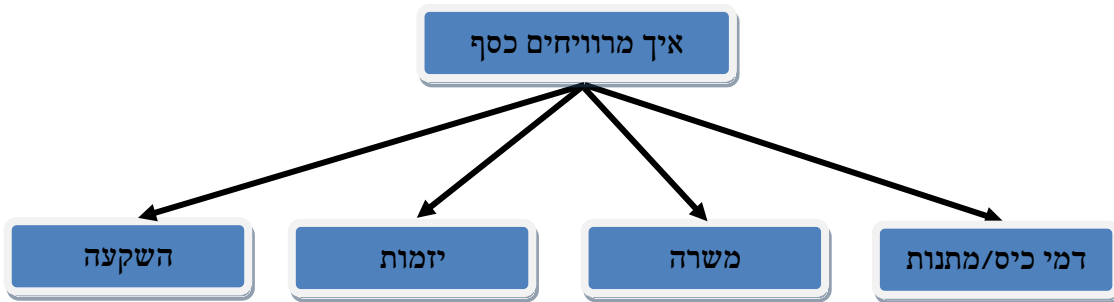 איך מרוויחים כסף
דמי כיס/מתנות
משרה
יזמות
השקעה